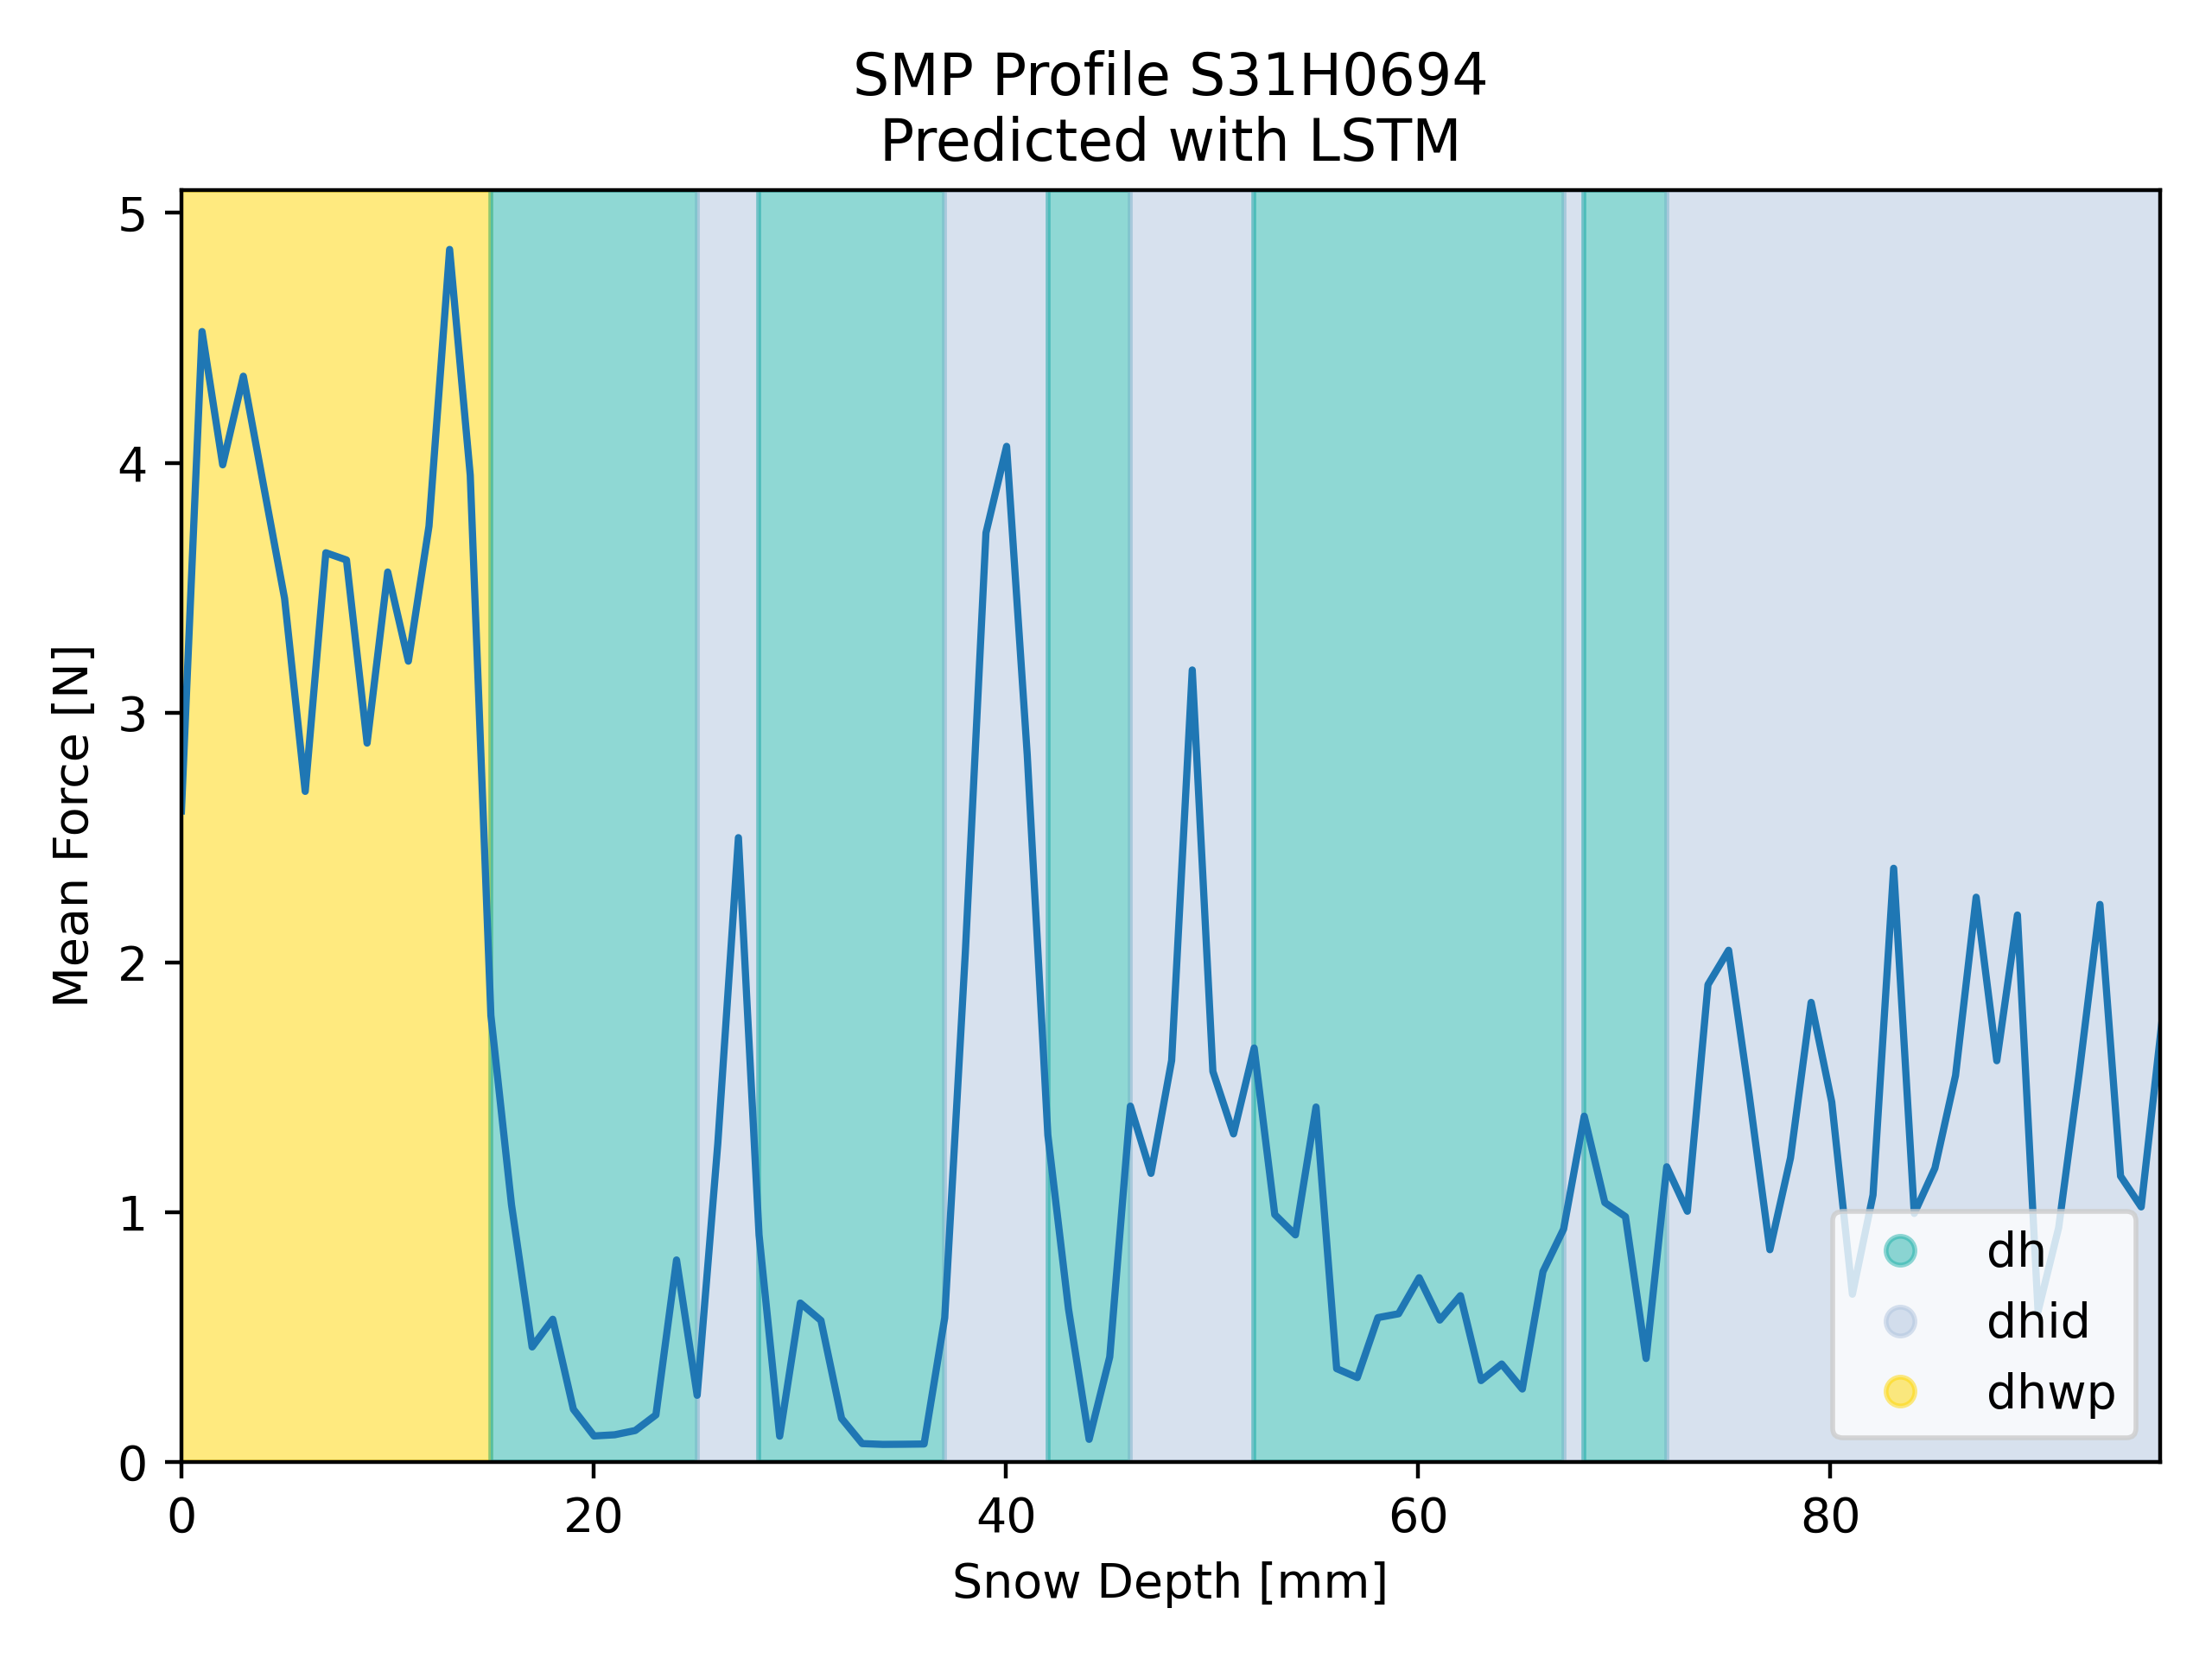 SMP Profile S31H0694
Predicted with LSTM
Mean Force [N]
5
4
3
2
1
0
0 20 40 60 80
Snow Depth [mm]
dh
dhid
dhwp